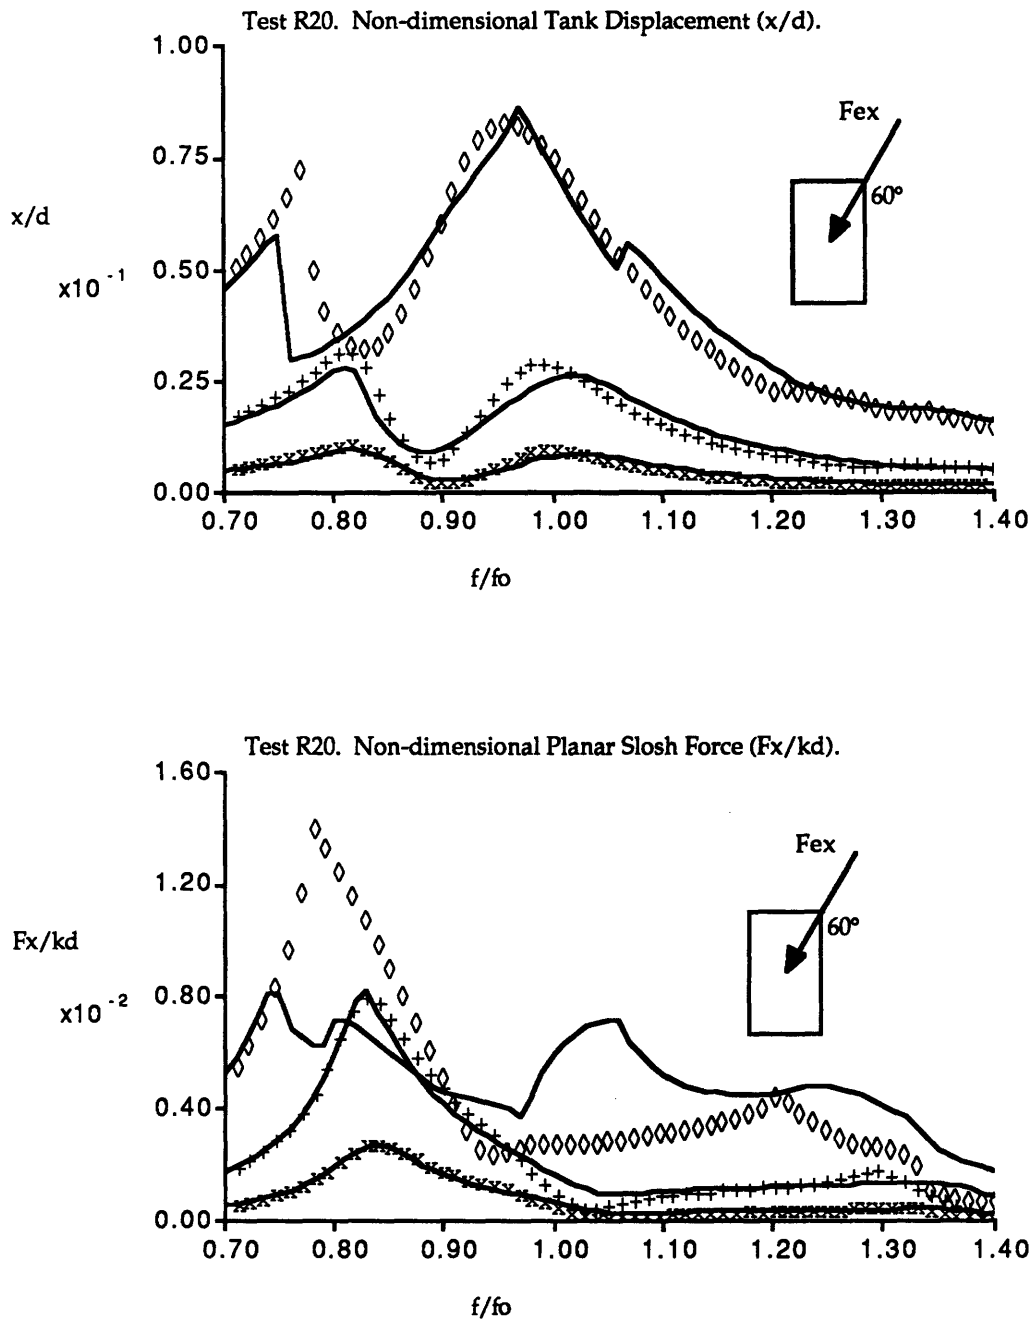 Test R20. Non-dimensional Tank Displacement (x/d).
1.00
0.75
0.50
0.25
0.00
x/d
x10 -1
Fex
60°
0.70 0.80 0.90 1.00 1.10 1.20 1.30 1.40
f/fo
Test R20. Non-dimensional Planar Slosh Force (Fx/kd).
1.60
1.20
0.80
0.40
0.00
Fx/kd
x10 -2
Fex
60°
0.70 0.80 0.90 1.00 1.10 1.20 1.30 1.40
f/fo